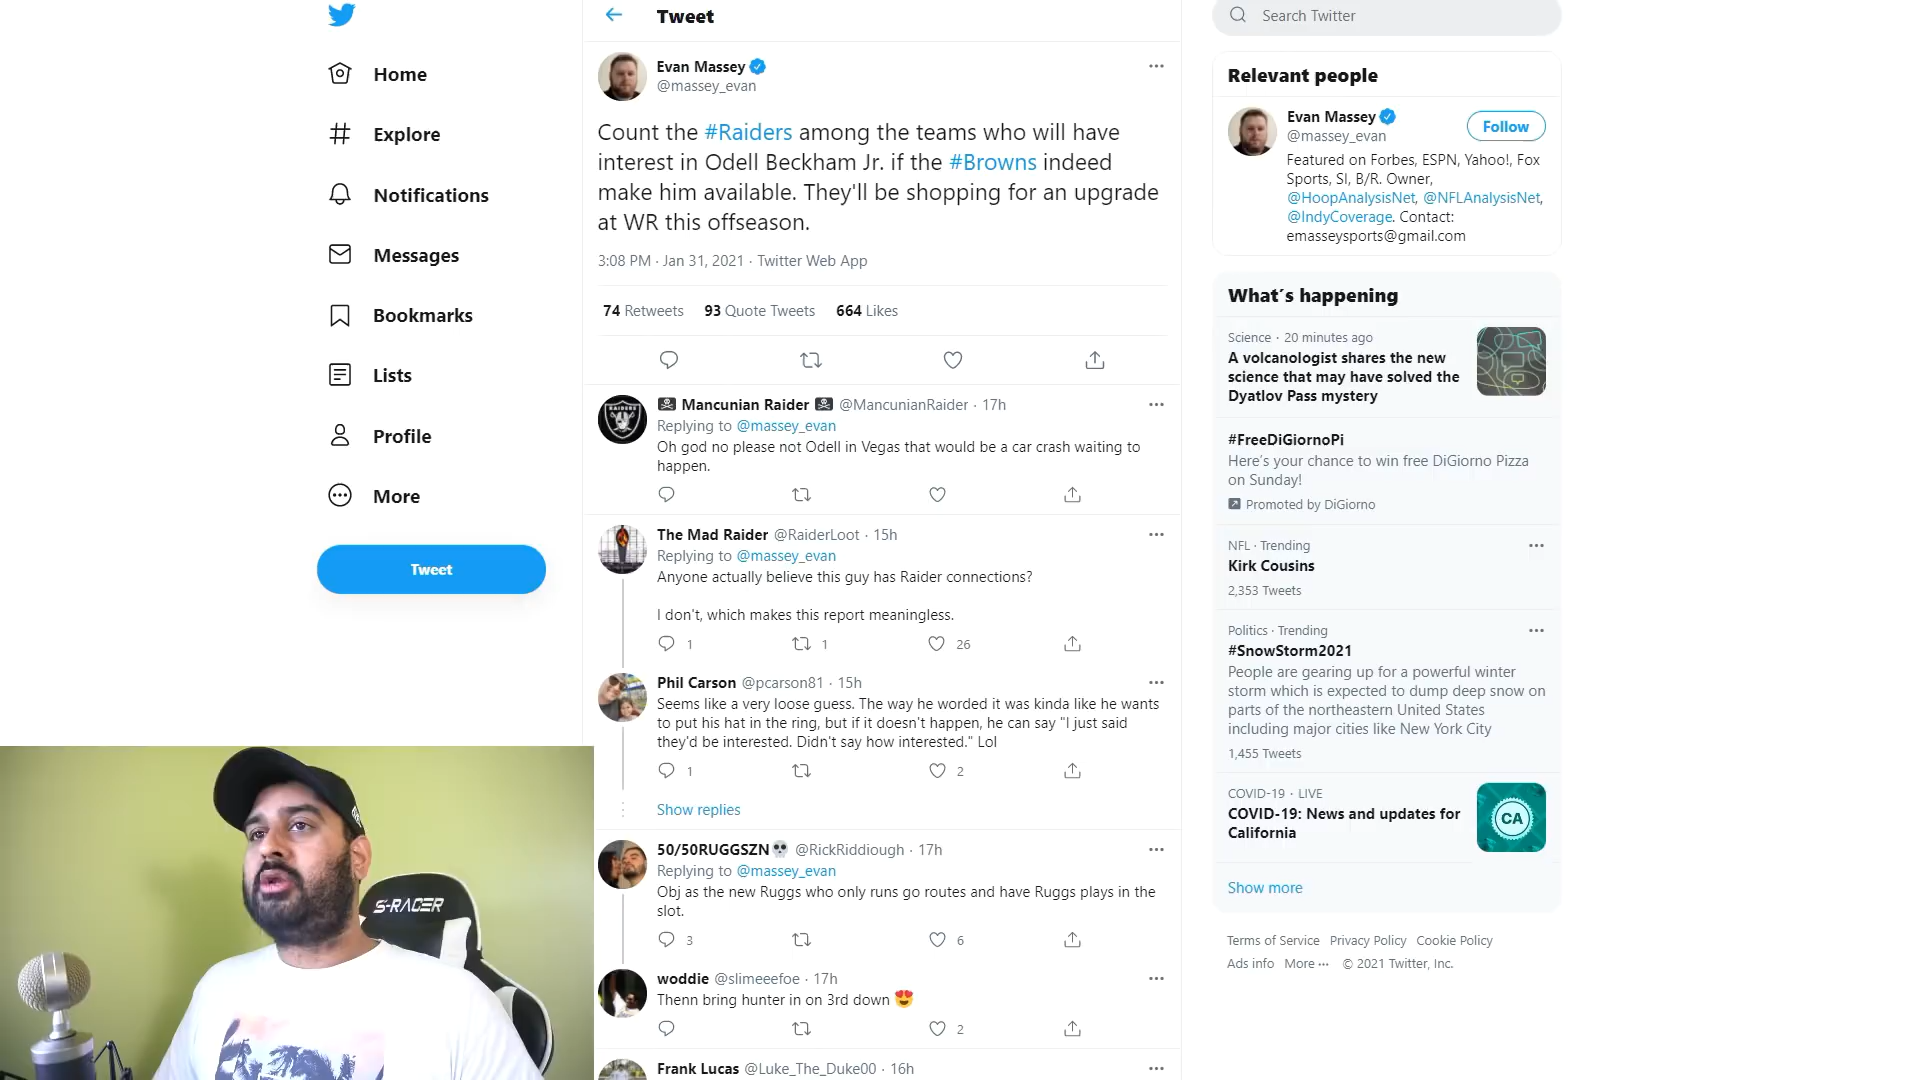 Home
Explore
Notifications
Messages
Bookmarks
Lists
Profile
More
Tweet
Tweet
Evan Massey
@massey_evan
Count the #Raiders among the teams who will have
interest in Odell Beckham Jr. if the #Browns indeed
make him available. They'll be shopping for an upgrade
at WR this offseason.
3:08 PM · Jan 31, 2021 · Twitter Web App
74 Retweets 93 Quote Tweets 664 Likes
Mancunian Raider @MancunianRaider · 17h
Replying to @massey_evan
Oh god no please not Odell in Vegas that would be a car crash waiting to
happen.
The Mad Raider @RaiderLoot · 15h
Replying to @massey_evan
Anyone actually believe this guy has Raider connections?
I don't, which makes this report meaningless.
1 1 26
Phil Carson @pcarson81 · 15h
Seems like a very loose guess. The way he worded it was kinda like he wants
to put his hat in the ring, but if it doesn't happen, he can say "I just said
they'd be interested. Didn't say how interested." Lol
1 2
Show replies
50/50RUGGSZN💀 @RickRiddiough · 17h
Replying to @massey_evan
Obj as the new Ruggs who only runs go routes and have Ruggs plays in the
slot.
3 6
woddie @slimeeefoe · 17h
Thenn bring hunter in on 3rd down 😍
2
Frank Lucas @Luke_The_Duke00 · 16h
Search Twitter
Relevant people
Evan Massey
@massey_evan
Follow
Featured on Forbes, ESPN, Yahoo!, Fox
Sports, SI, B/R. Owner,
@HoopAnalysisNet, @NFLAnalysisNet,
@IndyCoverage. Contact:
emasseysports@gmail.com
What's happening
Science · 20 minutes ago
A volcanologist shares the new
science that may have solved the
Dyatlov Pass mystery
#FreeDiGiornoPi
Here's your chance to win free DiGiorno Pizza
on Sunday!
Promoted by DiGiorno
NFL · Trending
Kirk Cousins
2,353 Tweets
Politics · Trending
#SnowStorm2021
People are gearing up for a powerful winter
storm which is expected to dump deep snow on
parts of the northeastern United States
including major cities like New York City
1,455 Tweets
COVID-19 · LIVE
COVID-19: News and updates for
California
CA
Show more
Terms of Service Privacy Policy Cookie Policy
Ads info More ··· © 2021 Twitter, Inc.
S-RACER
RAIDERS